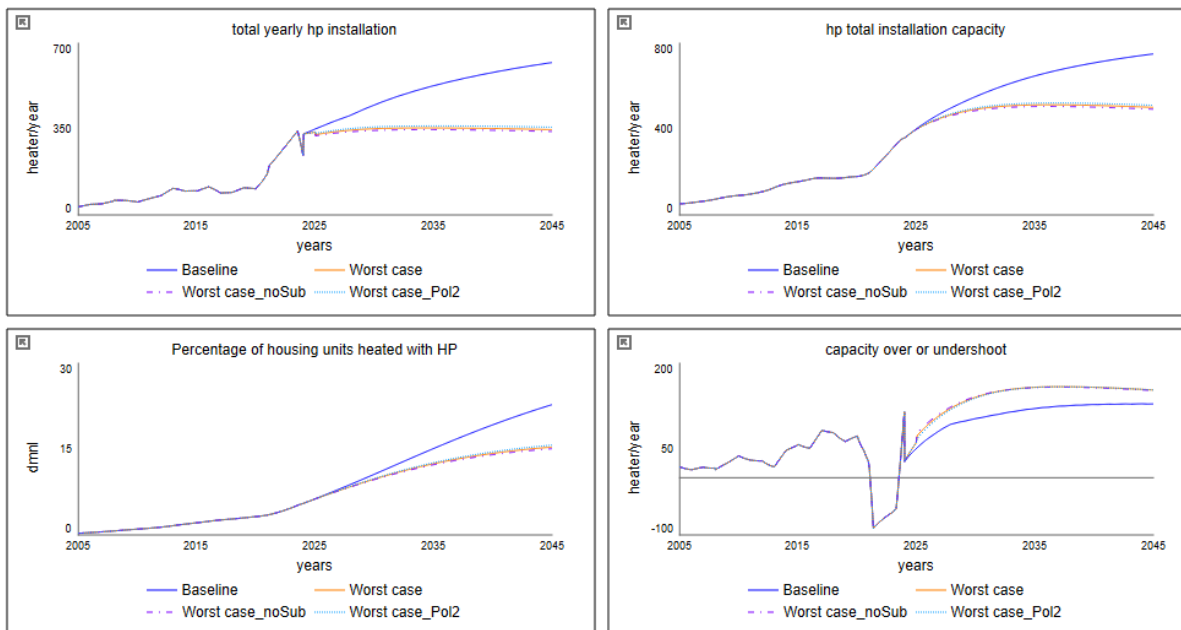 total yearly hp installation
700
350
0
heater/year
2005 2015 2025 2035 2045
years
Baseline Worst case
Worst case_noSub Worst case_Pol2
hp total installation capacity
800
400
0
heater/year
2005 2015 2025 2035 2045
years
Baseline Worst case
Worst case_noSub Worst case_Pol2
Percentage of housing units heated with HP
30
15
0
dmnl
2005 2015 2025 2035 2045
years
Baseline Worst case
Worst case_noSub Worst case_Pol2
capacity over or undershoot
200
50
-100
heater/year
2005 2015 2025 2035 2045
years
Baseline Worst case
Worst case_noSub Worst case_Pol2